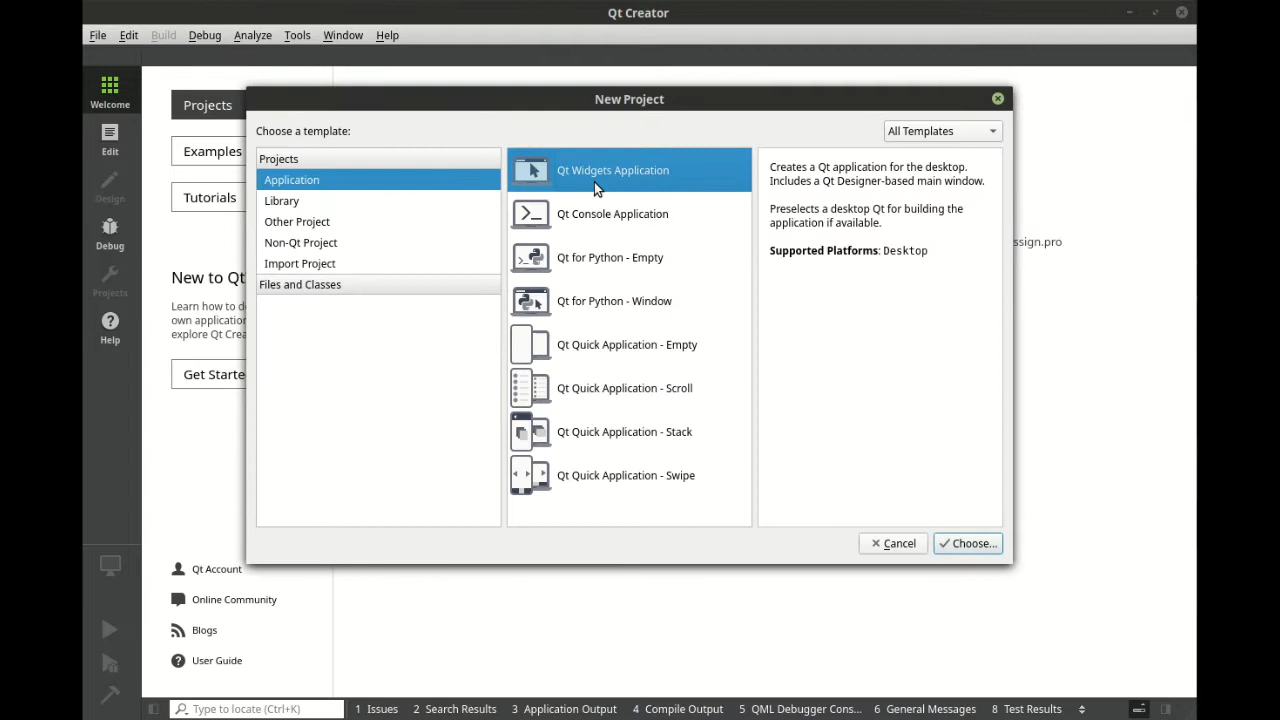 Qt Creator
File Edit Build Debug Analyze Tools Window Help
Welcome
Edit
Design
Debug
Projects
Help
Projects
Examples
Tutorials
New to Qt
Learn how to d
own application
explore Qt Crea
Get Starte
Qt Account
Online Community
Blogs
User Guide
ssign.pro
New Project
Choose a template:
All Templates
Projects
Application
Library
Other Project
Non-Qt Project
Import Project
Files and Classes
Qt Widgets Application
Qt Console Application
Qt for Python - Empty
Qt for Python - Window
Qt Quick Application - Empty
Qt Quick Application - Scroll
Qt Quick Application - Stack
Qt Quick Application - Swipe
Creates a Qt application for the desktop.
Includes a Qt Designer-based main window.
Preselects a desktop Qt for building the
application if available.
Supported Platforms: Desktop
Cancel
Choose...
Type to locate (Ctrl+K) 1 Issues 2 Search Results 3 Application Output 4 Compile Output 5 QML Debugger Cons... 6 General Messages 8 Test Results